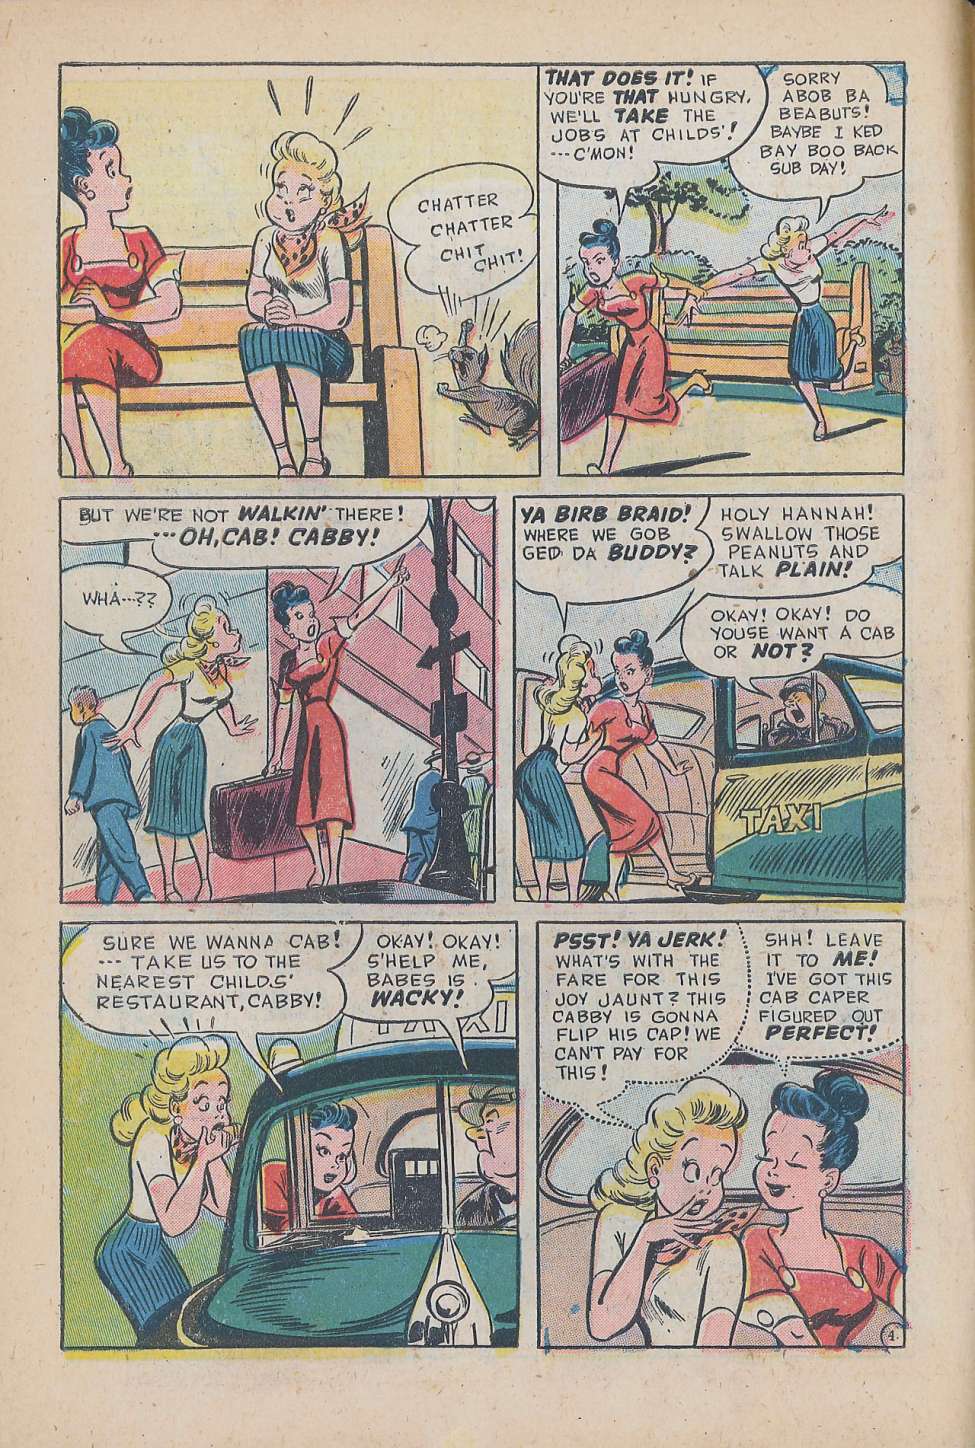 CHATTER
CHATTER
CHIT
CHIT!
THAT DOES IT! IF
YOU'RE THAT HUNGRY,
WE'LL TAKE THE
JOBS AT CHILDS'!
---C'MON!
SORRY
ABOB BA
BEABUTS!
BAYBE I KED
BAY BOO BACK
SUB DAY!
BUT WE'RE NOT WALKIN' THERE!
---OH, CAB! CABBY!
WHA---??
YA BIRB BRAID!
WHERE WE GOB
GED DA BUDDY?
HOLY HANNAH!
SWALLOW THOSE
PEANUTS AND
TALK PLAIN!
OKAY! OKAY! DO
YOUSE WANT A CAB
OR NOT?
TAXI
SURE WE WANNA CAB!
--- TAKE US TO THE
NEAREST CHILDS'
RESTAURANT, CABBY!
OKAY! OKAY!
S'HELP ME,
BABES IS
WACKY!
TAXI
PSST! YA JERK!
WHAT'S WITH THE
FARE FOR THIS
JOY JAUNT? THIS
CABBY IS GONNA
FLIP HIS CAP! WE
CAN'T PAY FOR
THIS!
SHH! LEAVE
IT TO ME!
I'VE GOT THIS
CAB CAPER
FIGURED OUT
PERFECT!
4.